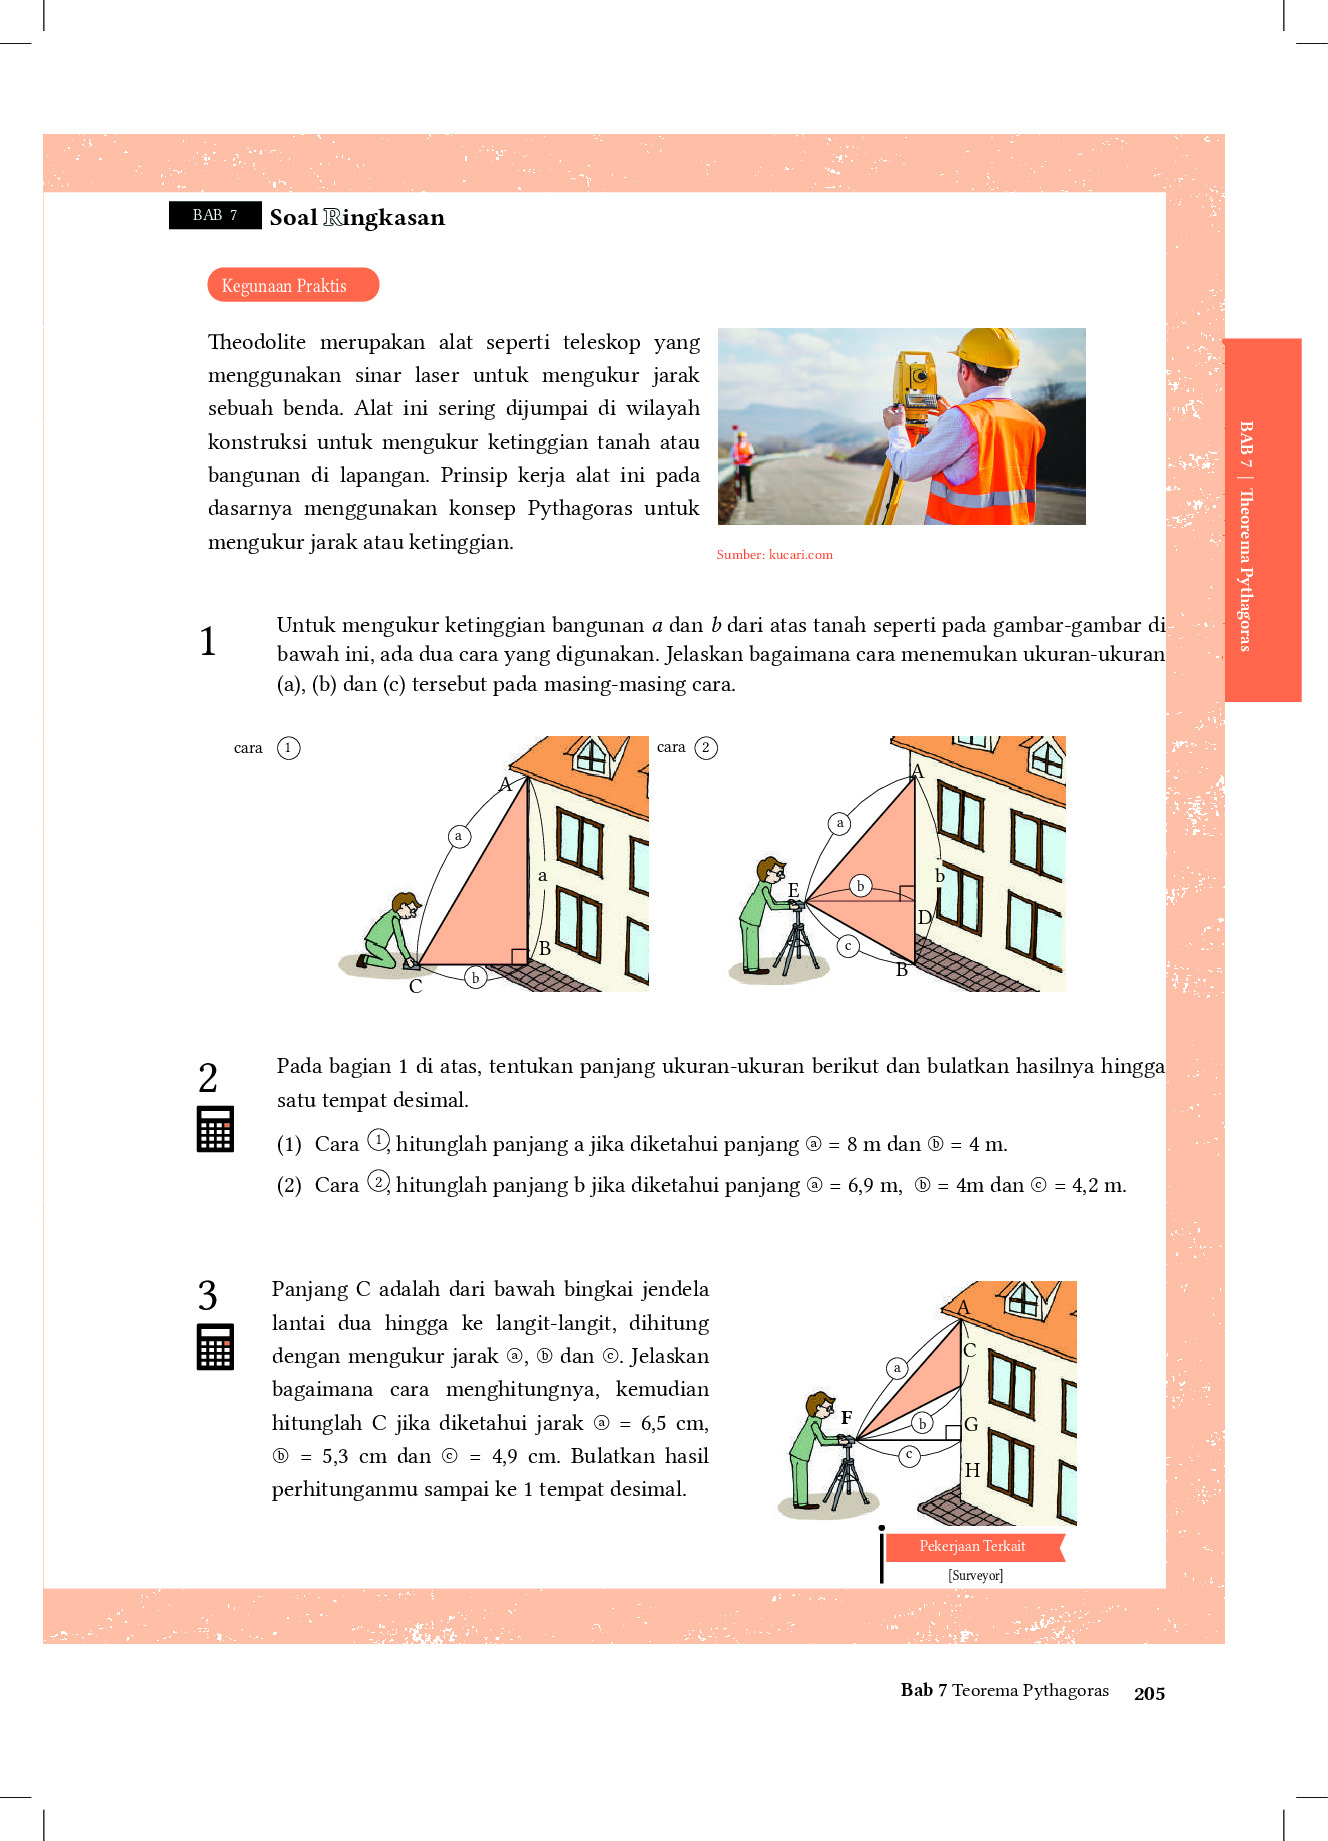 BAB 7 Soal Ringkasan
Kegunaan Praktis
Theodolite merupakan alat seperti teleskop yang
menggunakan sinar laser untuk mengukur jarak
sebuah benda. Alat ini sering dijumpai di wilayah
konstruksi untuk mengukur ketinggian tanah atau
bangunan di lapangan. Prinsip kerja alat ini pada
dasarnya menggunakan konsep Pythagoras untuk
mengukur jarak atau ketinggian.
Sumber: kucari.com
BAB 7 | Theorema Pythagoras
1
Untuk mengukur ketinggian bangunan a dan b dari atas tanah seperti pada gambar-gambar di
bawah ini, ada dua cara yang digunakan. Jelaskan bagaimana cara menemukan ukuran-ukuran
(a), (b) dan (c) tersebut pada masing-masing cara.
cara ①
A
ⓐ
a
B
ⓑ
C
cara ②
A
ⓐ
b
ⓑ
E
D
ⓒ
B
2
Pada bagian 1 di atas, tentukan panjang ukuran-ukuran berikut dan bulatkan hasilnya hingga
satu tempat desimal.
(1) Cara ①, hitunglah panjang a jika diketahui panjang ⓐ = 8 m dan ⓑ = 4 m.
(2) Cara ②, hitunglah panjang b jika diketahui panjang ⓐ = 6,9 m, ⓑ = 4m dan ⓒ = 4,2 m.
3
Panjang C adalah dari bawah bingkai jendela
lantai dua hingga ke langit-langit, dihitung
dengan mengukur jarak ⓐ, ⓑ dan ⓒ. Jelaskan
bagaimana cara menghitungnya, kemudian
hitunglah C jika diketahui jarak ⓐ = 6,5 cm,
ⓑ = 5,3 cm dan ⓒ = 4,9 cm. Bulatkan hasil
perhitunganmu sampai ke 1 tempat desimal.
A
C
ⓐ
F
ⓑ
G
ⓒ
H
Pekerjaan Terkait
[Surveyor]
Bab 7 Teorema Pythagoras 205